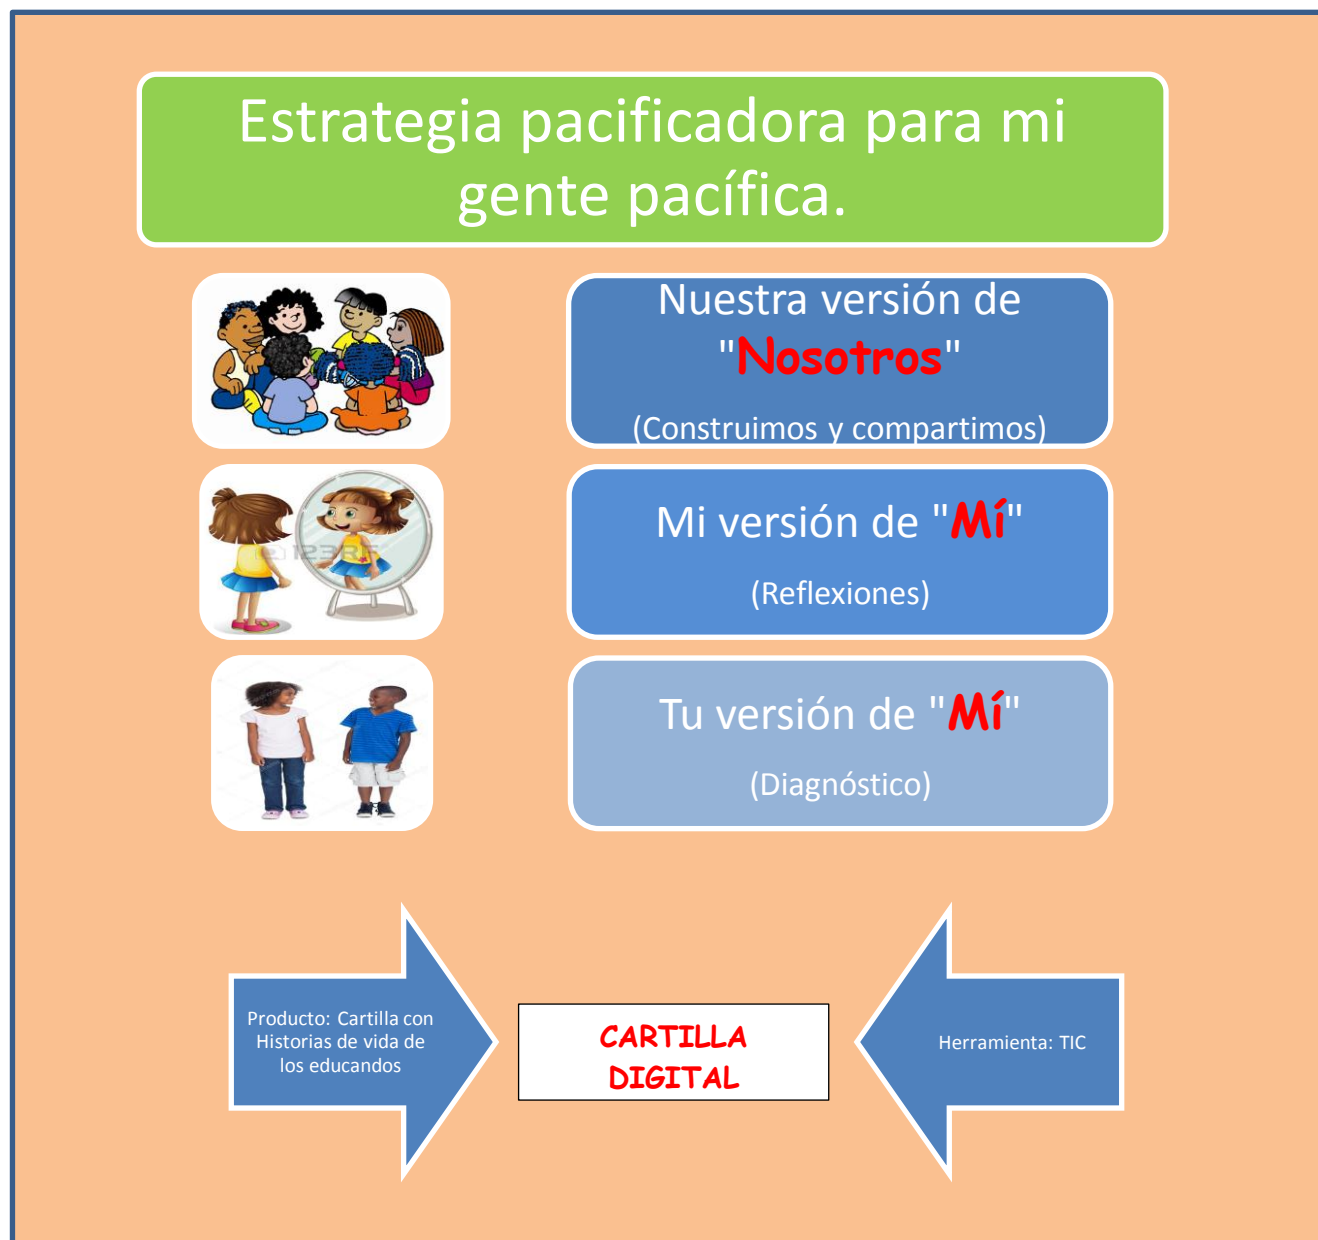 Estrategia pacificadora para mi
gente pacífica.
Nuestra versión de
"Nosotros"
(Construimos y compartimos)
123RF
Mi versión de "Mí"
(Reflexiones)
Tu versión de "Mí"
(Diagnóstico)
Producto: Cartilla con
Historias de vida de
los educandos
CARTILLA
DIGITAL
Herramienta: TIC